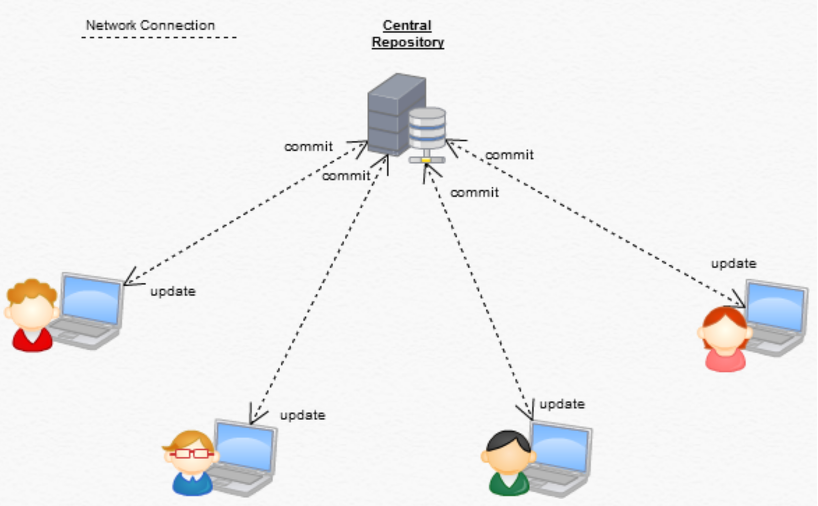 Network Connection
Central
Repository
commit
commit
commit
commit
update
update
update
update